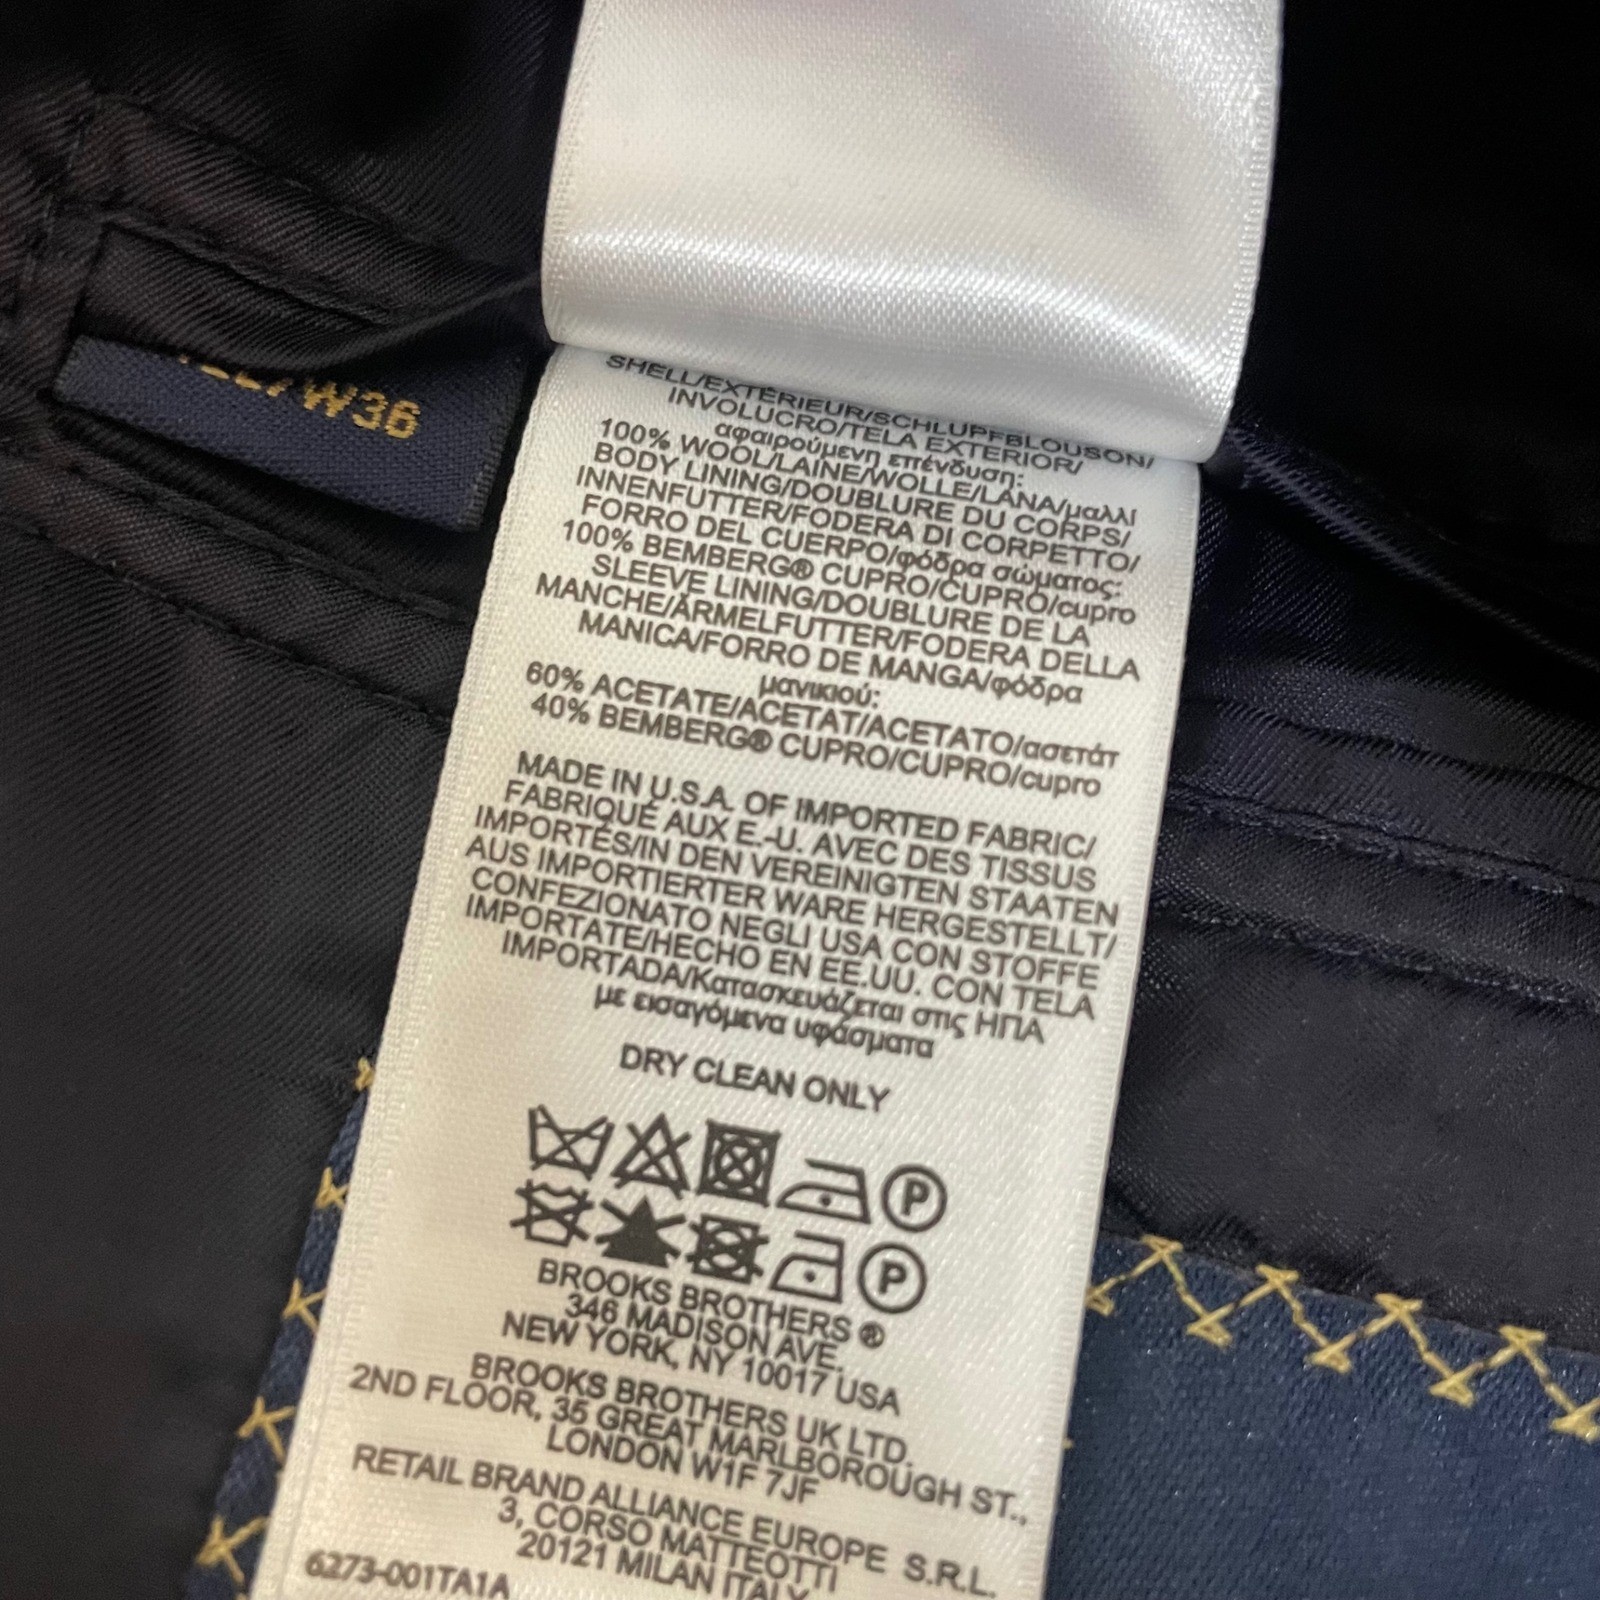 W36
SHELL/EXTÉRIEUR/SCHLUPFBLOUSON/
INVOLUCRO/TELA EXTERIOR/
αφαιρούμενη επένδυση:
100% WOOL/LAINE/WOLLE/LANA/μαλλι
BODY LINING/DOUBLURE DU CORPS/
INNENFUTTER/FODERA DI CORPETTO/
FORRO DEL CUERPO/φόδρα σώματος:
100% BEMBERG® CUPRO/CUPRO/cupro
SLEEVE LINING/DOUBLURE DE LA
MANCHE/ÄRMELFUTTER/FODERA DELLA
MANICA/FORRO DE MANGA/φόδρα
μανικιού:
60% ACETATE/ACETAT/ACETATO/ασετάτ
40% BEMBERG® CUPRO/CUPRO/cupro
MADE IN U.S.A. OF IMPORTED FABRIC/
FABRIQUÉ AUX E.-U. AVEC DES TISSUS
IMPORTÉS/IN DEN VEREINIGTEN STAATEN
AUS IMPORTIERTER WARE HERGESTELLT/
CONFEZIONATO NEGLI USA CON STOFFE
IMPORTATE/HECHO EN EE.UU. CON TELA
IMPORTADA/Κατασκευάζεται στις ΗΠΑ
με εισαγόμενα υφάσματα
DRY CLEAN ONLY
P
P
BROOKS BROTHERS ®
346 MADISON AVE.
NEW YORK, NY 10017 USA
BROOKS BROTHERS UK LTD.
2ND FLOOR, 35 GREAT MARLBOROUGH ST.,
LONDON W1F 7JF
RETAIL BRAND ALLIANCE EUROPE S.R.L.
3, CORSO MATTEOTTI
20121 MILAN ITALY
6273-001TA1A